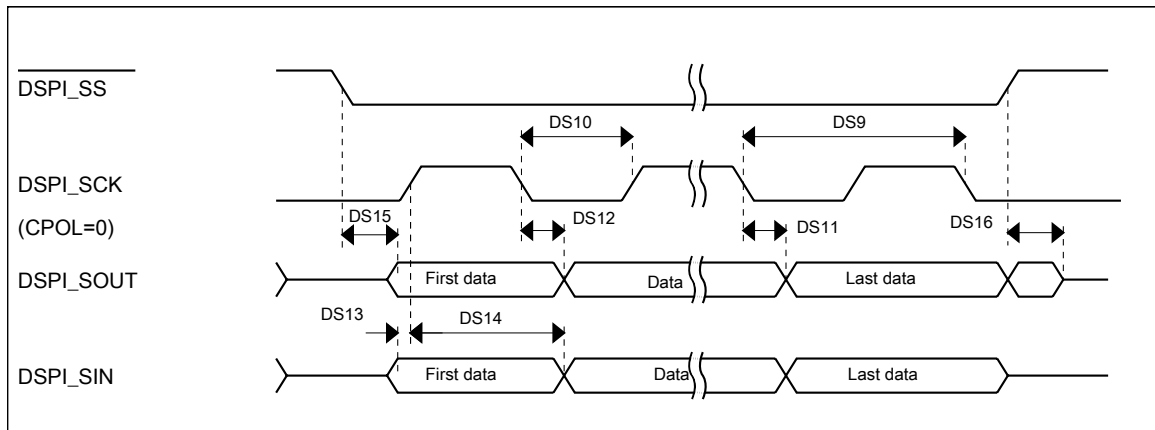 DSPI_SS
DS10
DS9
DSPI_SCK
DS15
DS12
DS11
DS16
(CPOL=0)
DSPI_SOUT
First data
Data
Last data
DS13
DS14
DSPI_SIN
First data
Data
Last data